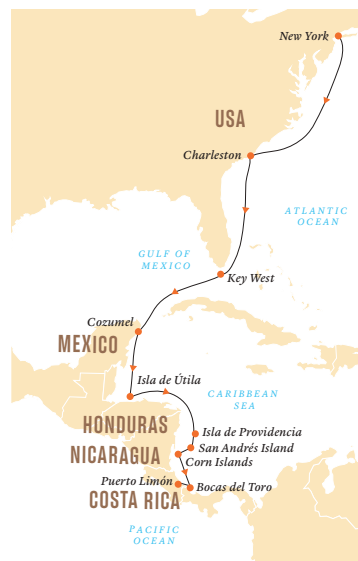 New York
USA
Charleston
ATLANTIC
OCEAN
GULF OF
MEXICO
Key West
Cozumel
MEXICO
Isla de Útila
CARIBBEAN
SEA
HONDURAS
Isla de Providencia
NICARAGUA
San Andrés Island
Corn Islands
Puerto Limón
Bocas del Toro
COSTA RICA
PACIFIC
OCEAN